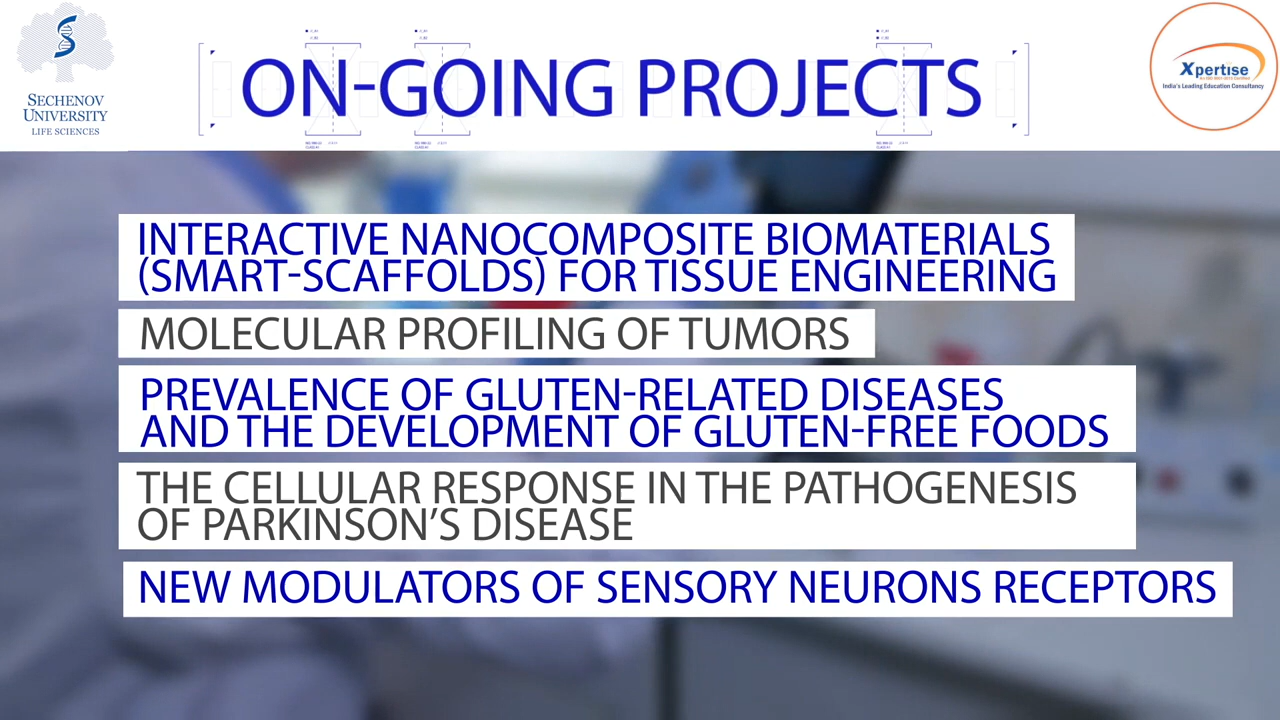 SECHENOV
UNIVERSITY
LIFE SCIENCES
ON-GOING PROJECTS
Xpertise
India's Leading Education Consultancy
INTERACTIVE NANOCOMPOSITE BIOMATERIALS
(SMART-SCAFFOLDS) FOR TISSUE ENGINEERING
MOLECULAR PROFILING OF TUMORS
PREVALENCE OF GLUTEN-RELATED DISEASES
AND THE DEVELOPMENT OF GLUTEN-FREE FOODS
THE CELLULAR RESPONSE IN THE PATHOGENESIS
OF PARKINSON'S DISEASE
NEW MODULATORS OF SENSORY NEURONS RECEPTORS